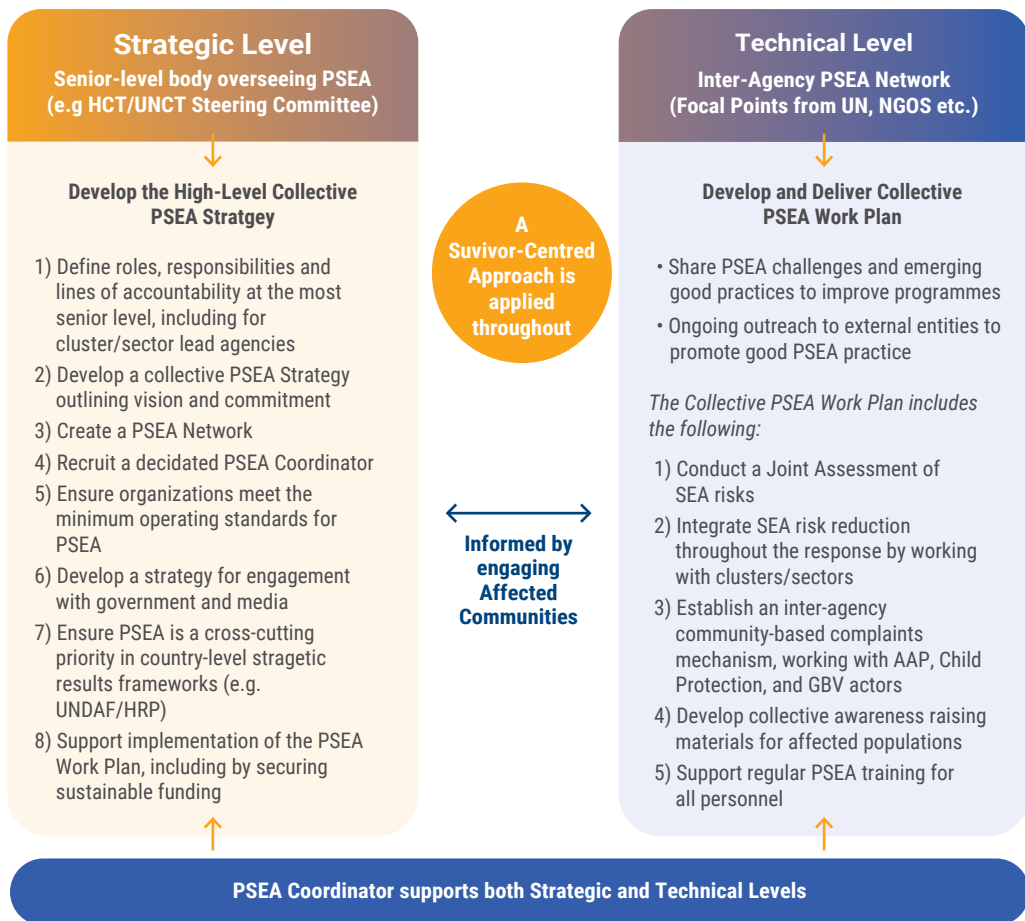 Strategic Level
Senior-level body overseeing PSEA
(e.g HCT/UNCT Steering Committee)
Develop the High-Level Collective
PSEA Stratgey
1) Define roles, responsibilities and
lines of accountability at the most
senior level, including for
cluster/sector lead agencies
2) Develop a collective PSEA Strategy
outlining vision and commitment
3) Create a PSEA Network
4) Recruit a decidated PSEA Coordinator
5) Ensure organizations meet the
minimum operating standards for
PSEA
6) Develop a strategy for engagement
with government and media
7) Ensure PSEA is a cross-cutting
priority in country-level stragetic
results frameworks (e.g.
UNDAF/HRP)
8) Support implementation of the PSEA
Work Plan, including by securing
sustainable funding
A
Suvivor-Centred
Approach is
applied
throughout
Informed by
engaging
Affected
Communities
Technical Level
Inter-Agency PSEA Network
(Focal Points from UN, NGOS etc.)
Develop and Deliver Collective
PSEA Work Plan
• Share PSEA challenges and emerging
good practices to improve programmes
• Ongoing outreach to external entities to
promote good PSEA practice
The Collective PSEA Work Plan includes
the following:
1) Conduct a Joint Assessment of
SEA risks
2) Integrate SEA risk reduction
throughout the response by working
with clusters/sectors
3) Establish an inter-agency
community-based complaints
mechanism, working with AAP, Child
Protection, and GBV actors
4) Develop collective awareness raising
materials for affected populations
5) Support regular PSEA training for
all personnel
PSEA Coordinator supports both Strategic and Technical Levels